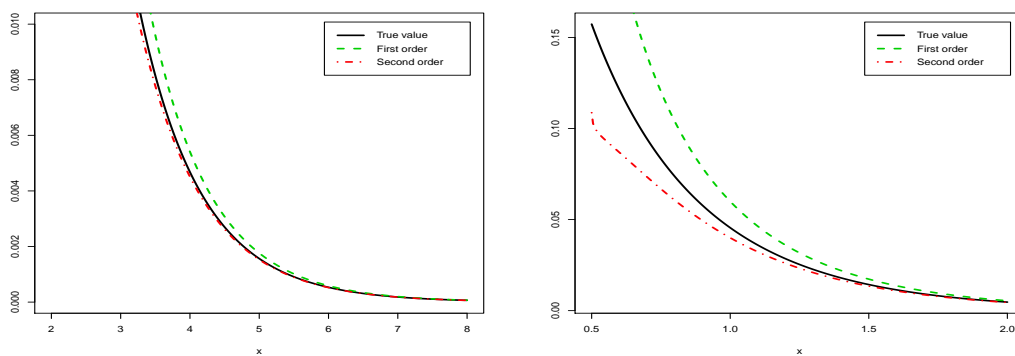 0.010
0.008
0.006
0.004
0.002
0.000
2 3 4 5 6 7 8
x
True value
First order
Second order
0.15
0.10
0.05
0.00
0.5 1.0 1.5 2.0
x
True value
First order
Second order